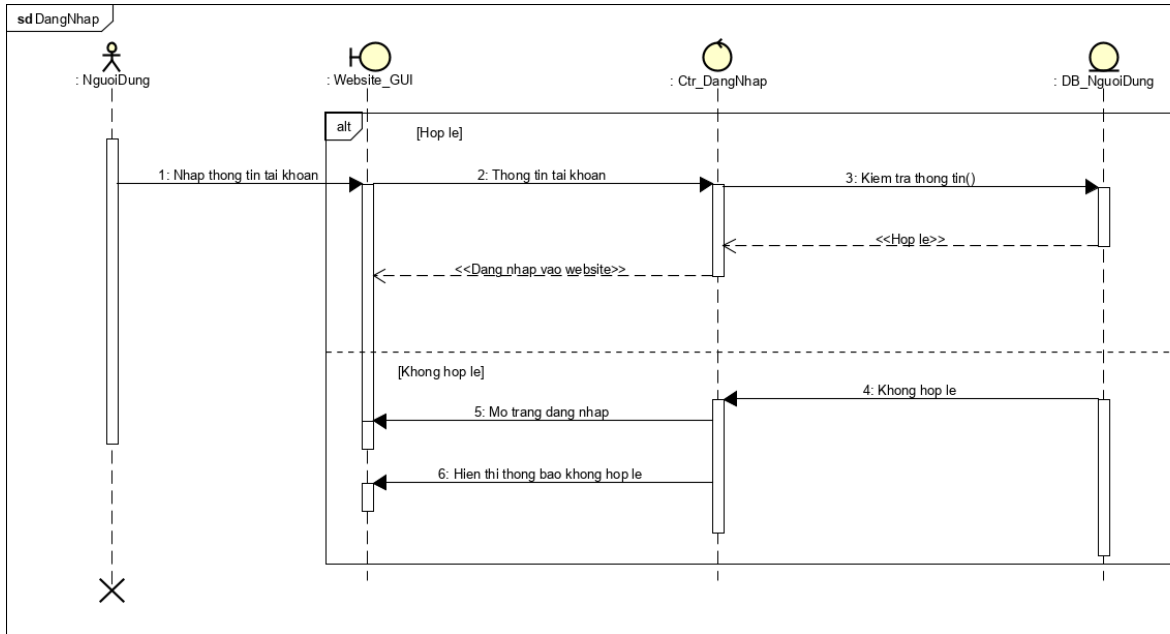 sd DangNhap
: NguoiDung
: Website_GUI
: Ctr_DangNhap
: DB_NguoiDung
alt
[Hop le]
1: Nhap thong tin tai khoan
2: Thong tin tai khoan
3: Kiem tra thong tin()
<<Hop le>>
<<Dang nhap vao website>>
[Khong hop le]
4: Khong hop le
5: Mo trang dang nhap
6: Hien thi thong bao khong hop le